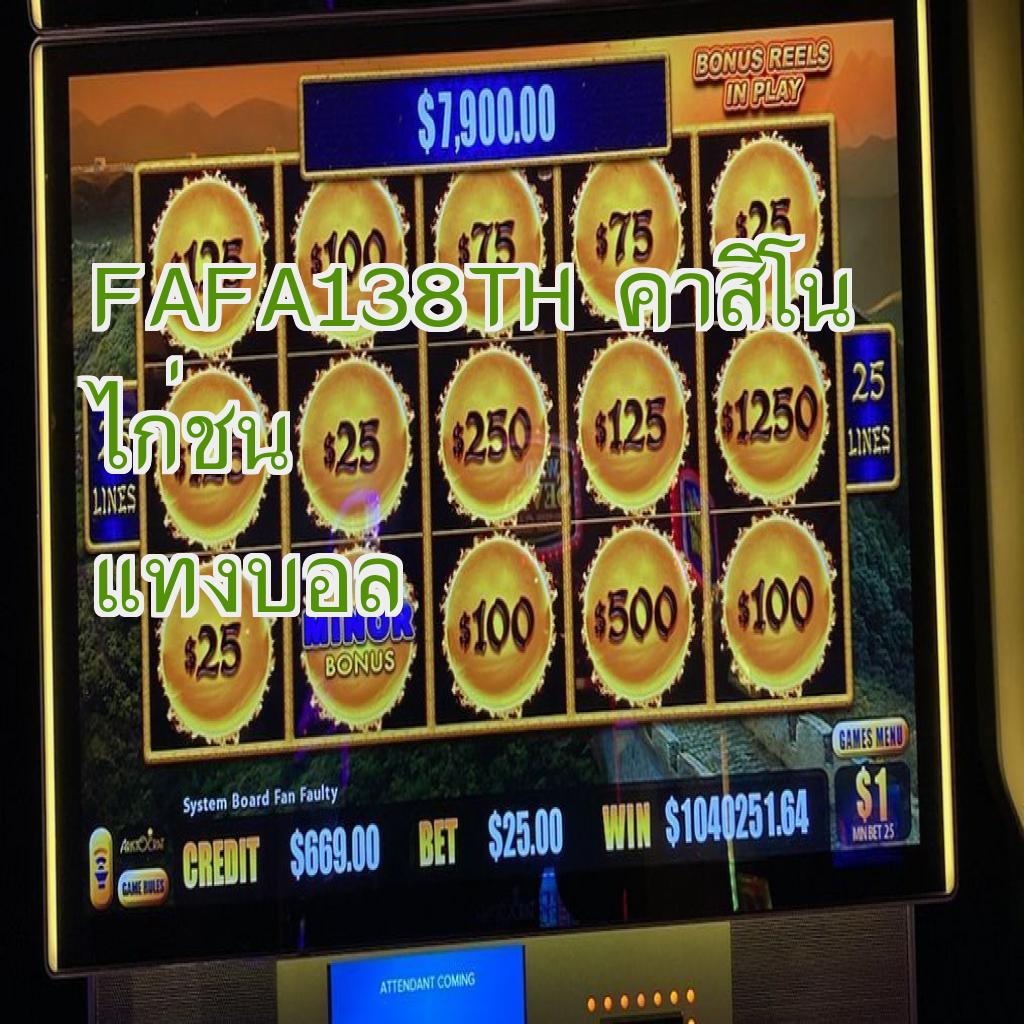 BONUS REELS
IN PLAY
$7,900.00
$125 $100 $75 $75 $25
FAFA138TH คาสิโน
ไก่ชน
แทงบอล
$125 $25 $250 $125 $1250
25
LINES
LINES
$25 MINOR
BONUS
$100 $500 $100
GAMES MENU
System Board Fan Faulty
$1
MIN BET 25
ARISTOCRAT
GAME RULES
CREDIT $669.00 BET $25.00 WIN $1040251.64
ATTENDANT COMING